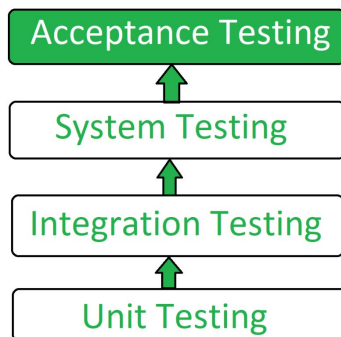 Acceptance Testing
System Testing
Integration Testing
Unit Testing